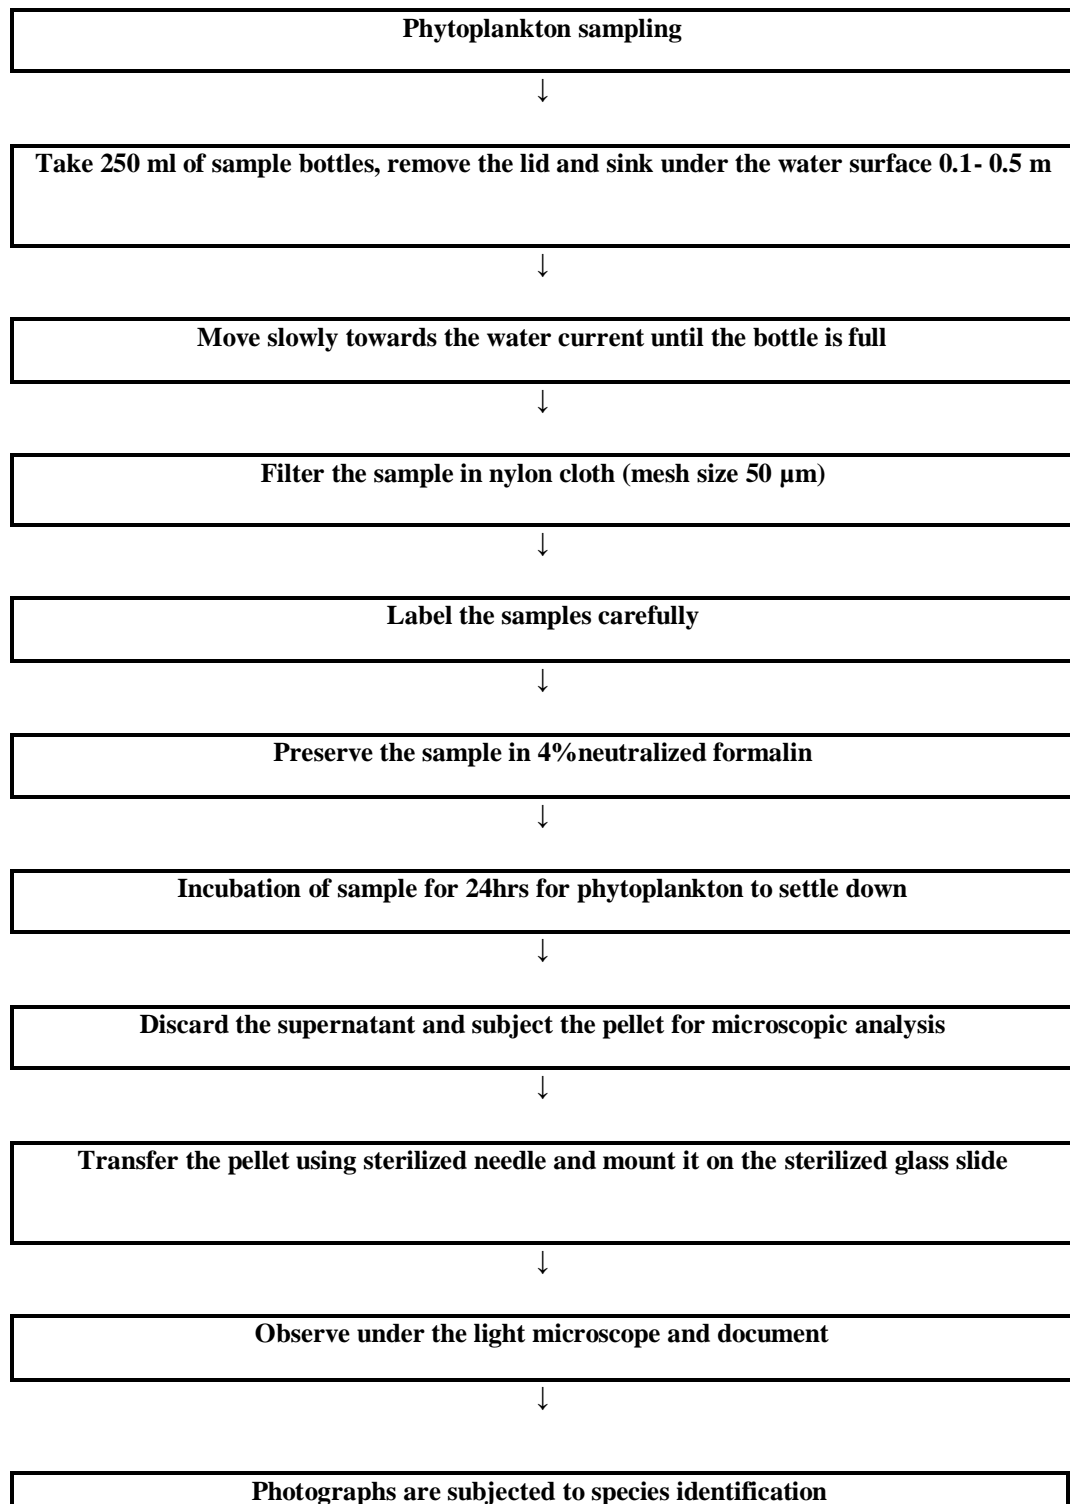 Phytoplankton sampling
↓
Take 250 ml of sample bottles, remove the lid and sink under the water surface 0.1- 0.5 m
↓
Move slowly towards the water current until the bottle is full
↓
Filter the sample in nylon cloth (mesh size 50 µm)
↓
Label the samples carefully
↓
Preserve the sample in 4%neutralized formalin
↓
Incubation of sample for 24hrs for phytoplankton to settle down
↓
Discard the supernatant and subject the pellet for microscopic analysis
↓
Transfer the pellet using sterilized needle and mount it on the sterilized glass slide
↓
Observe under the light microscope and document
↓
Photographs are subjected to species identification